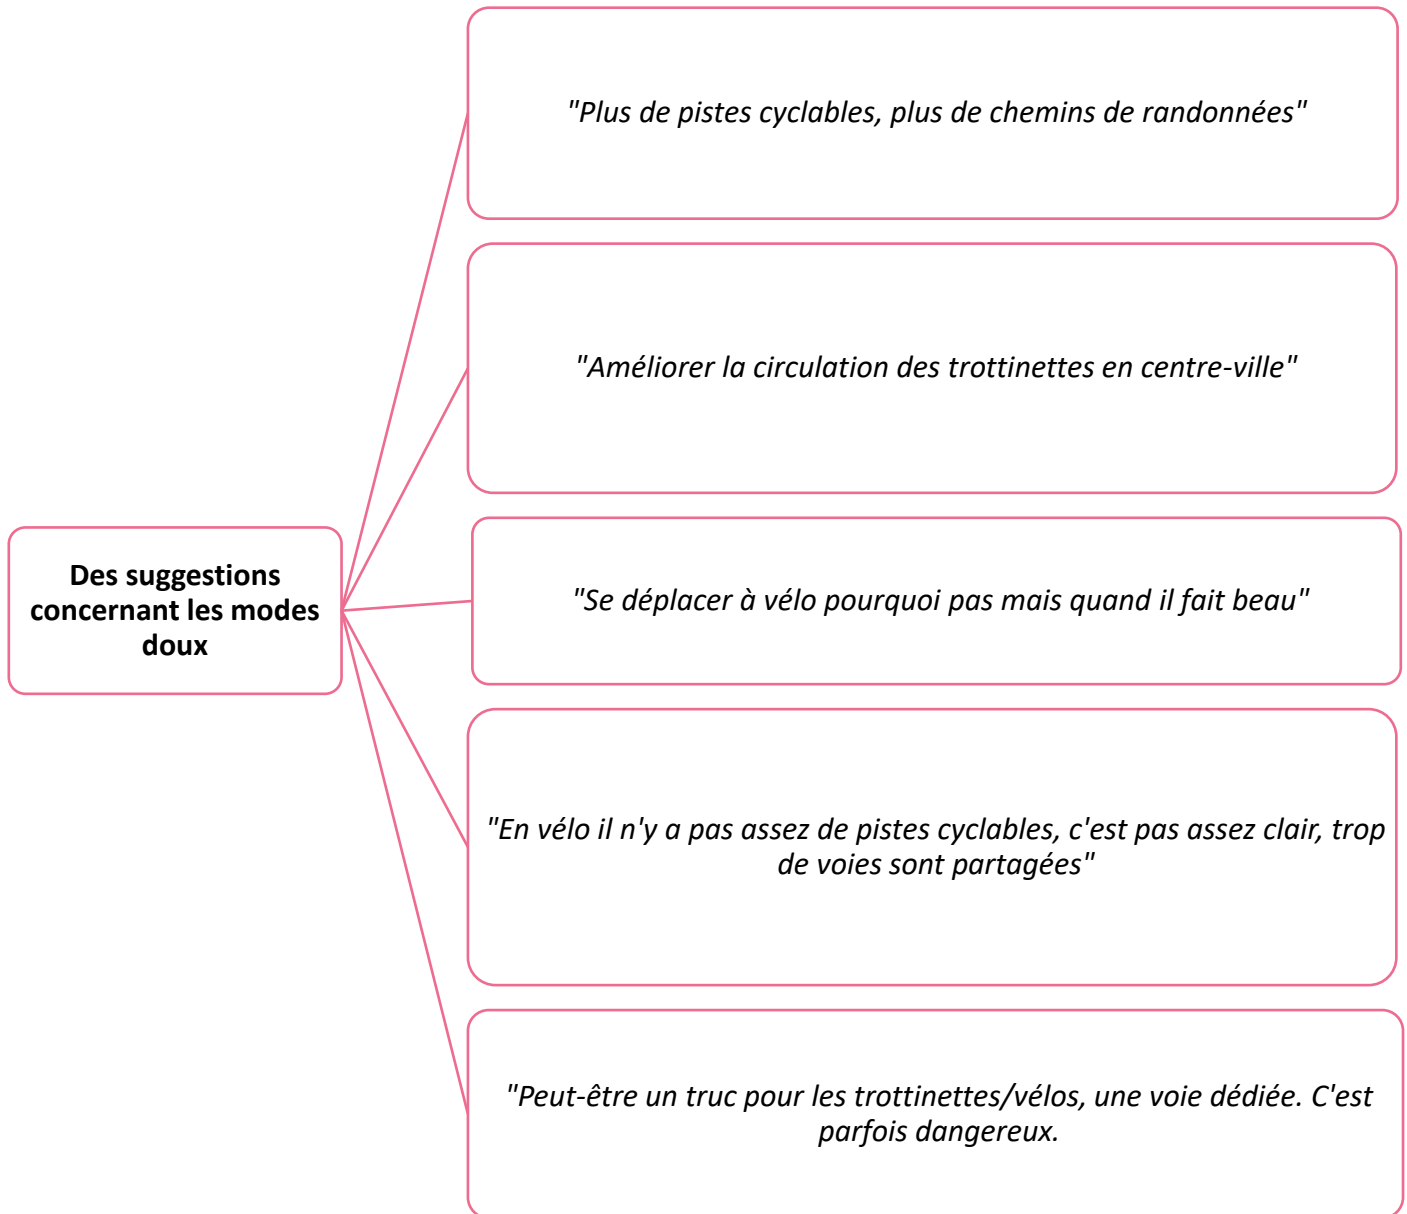 "Plus de pistes cyclables, plus de chemins de randonnées"
"Améliorer la circulation des trottinettes en centre-ville"
Des suggestions
concernant les modes
doux
"Se déplacer à vélo pourquoi pas mais quand il fait beau"
"En vélo il n'y a pas assez de pistes cyclables, c'est pas assez clair, trop
de voies sont partagées"
"Peut-être un truc pour les trottinettes/vélos, une voie dédiée. C'est
parfois dangereux.